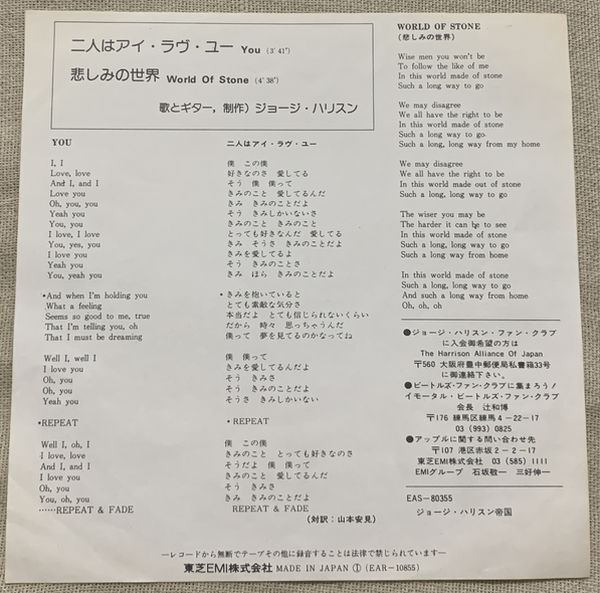 二人はアイ・ラヴ・ユー You (3'41")
悲しみの世界 World Of Stone (4'38")
歌とギター，制作）ジョージ・ハリスン
YOU
I, I
Love, love
And I, and I
Love you
Oh, you, you
Yeah you
You, you
I love, I love
You, yes, you
I love you
Yeah you
You, yeah you
•And when I'm holding you
What a feeling
Seems so good to me, true
That I'm telling you, oh
That I must be dreaming
Well I, well I
I love you
Oh, you
Oh, you
Yeah you
•REPEAT
Well I, oh, I
I love, love
And I, and I
I love you
Oh, you
You, oh, you
……REPEAT & FADE
二人はアイ・ラヴ・ユー
僕　この僕
好きなのさ　愛してる
そう　僕　僕って
きみのこと　愛してるんだ
きみ　きみのことだよ
そう　きみしかいないさ
きみのこと　きみのこと
とっても好きなんだ　愛してる
きみ　そうさ　きみのことだよ
きみを愛してるよ
そう　きみのことさ
きみ　ほら　きみのことだよ
•きみを抱いていると
とても素敵な気分さ
本当だよ　とても信じられないくらい
だから　時々　思っちゃうんだ
僕って　夢を見てるのかなってね
僕　僕って
きみを愛してるんだよ
そう　きみさ
そう　きみのことだよ
そうさ　きみしかいない
•REPEAT
僕　この僕
きみのこと　とっても好きなのさ
そうだよ　僕　僕って
きみのこと　愛してるんだ
そう　きみさ
きみ　きみのことだよ
REPEAT & FADE
(対訳：山本安見)
WORLD OF STONE
(悲しみの世界)
Wise men you won't be
To follow the like of me
In this world made of stone
Such a long way to go
We may disagree
We all have the right to be
In this world made of stone
Such a long way to go
Such a long, long way from my home
We may disagree
We all have the right to be
In this world made out of stone
Such a long, long way to go
The wiser you may be
The harder it can be to see
In this world made of stone
Such a long, long way to go
Such a long way from home
In this world made of stone
Such a long, long way to go
And such a long way from home
Oh, oh, oh
●ジョージ・ハリスン・ファン・クラブ
に入会御希望の方は
The Harrison Alliance Of Japan
〒560 大阪府豊中郵便局私書箱33号
に御連絡下さい。
●ビートルズ・ファン・クラブに集まろう！
イモータル・ビートルズ・ファン・クラブ
会長　辻和博
〒176 練馬区練馬4－22－17
03 (993) 0825
●アップルに関する問い合わせ先
〒107 港区赤坂2－2－17
東芝EMI株式会社 03 (585) 1111
EMIグループ　石坂敬一　三好伸一
EAS－80355
ジョージ・ハリスン帝国
―レコードから無断でテープその他に録音することは法律で禁じられています―
東芝EMI株式会社 MADE IN JAPAN Ⓘ (EAR－10855)